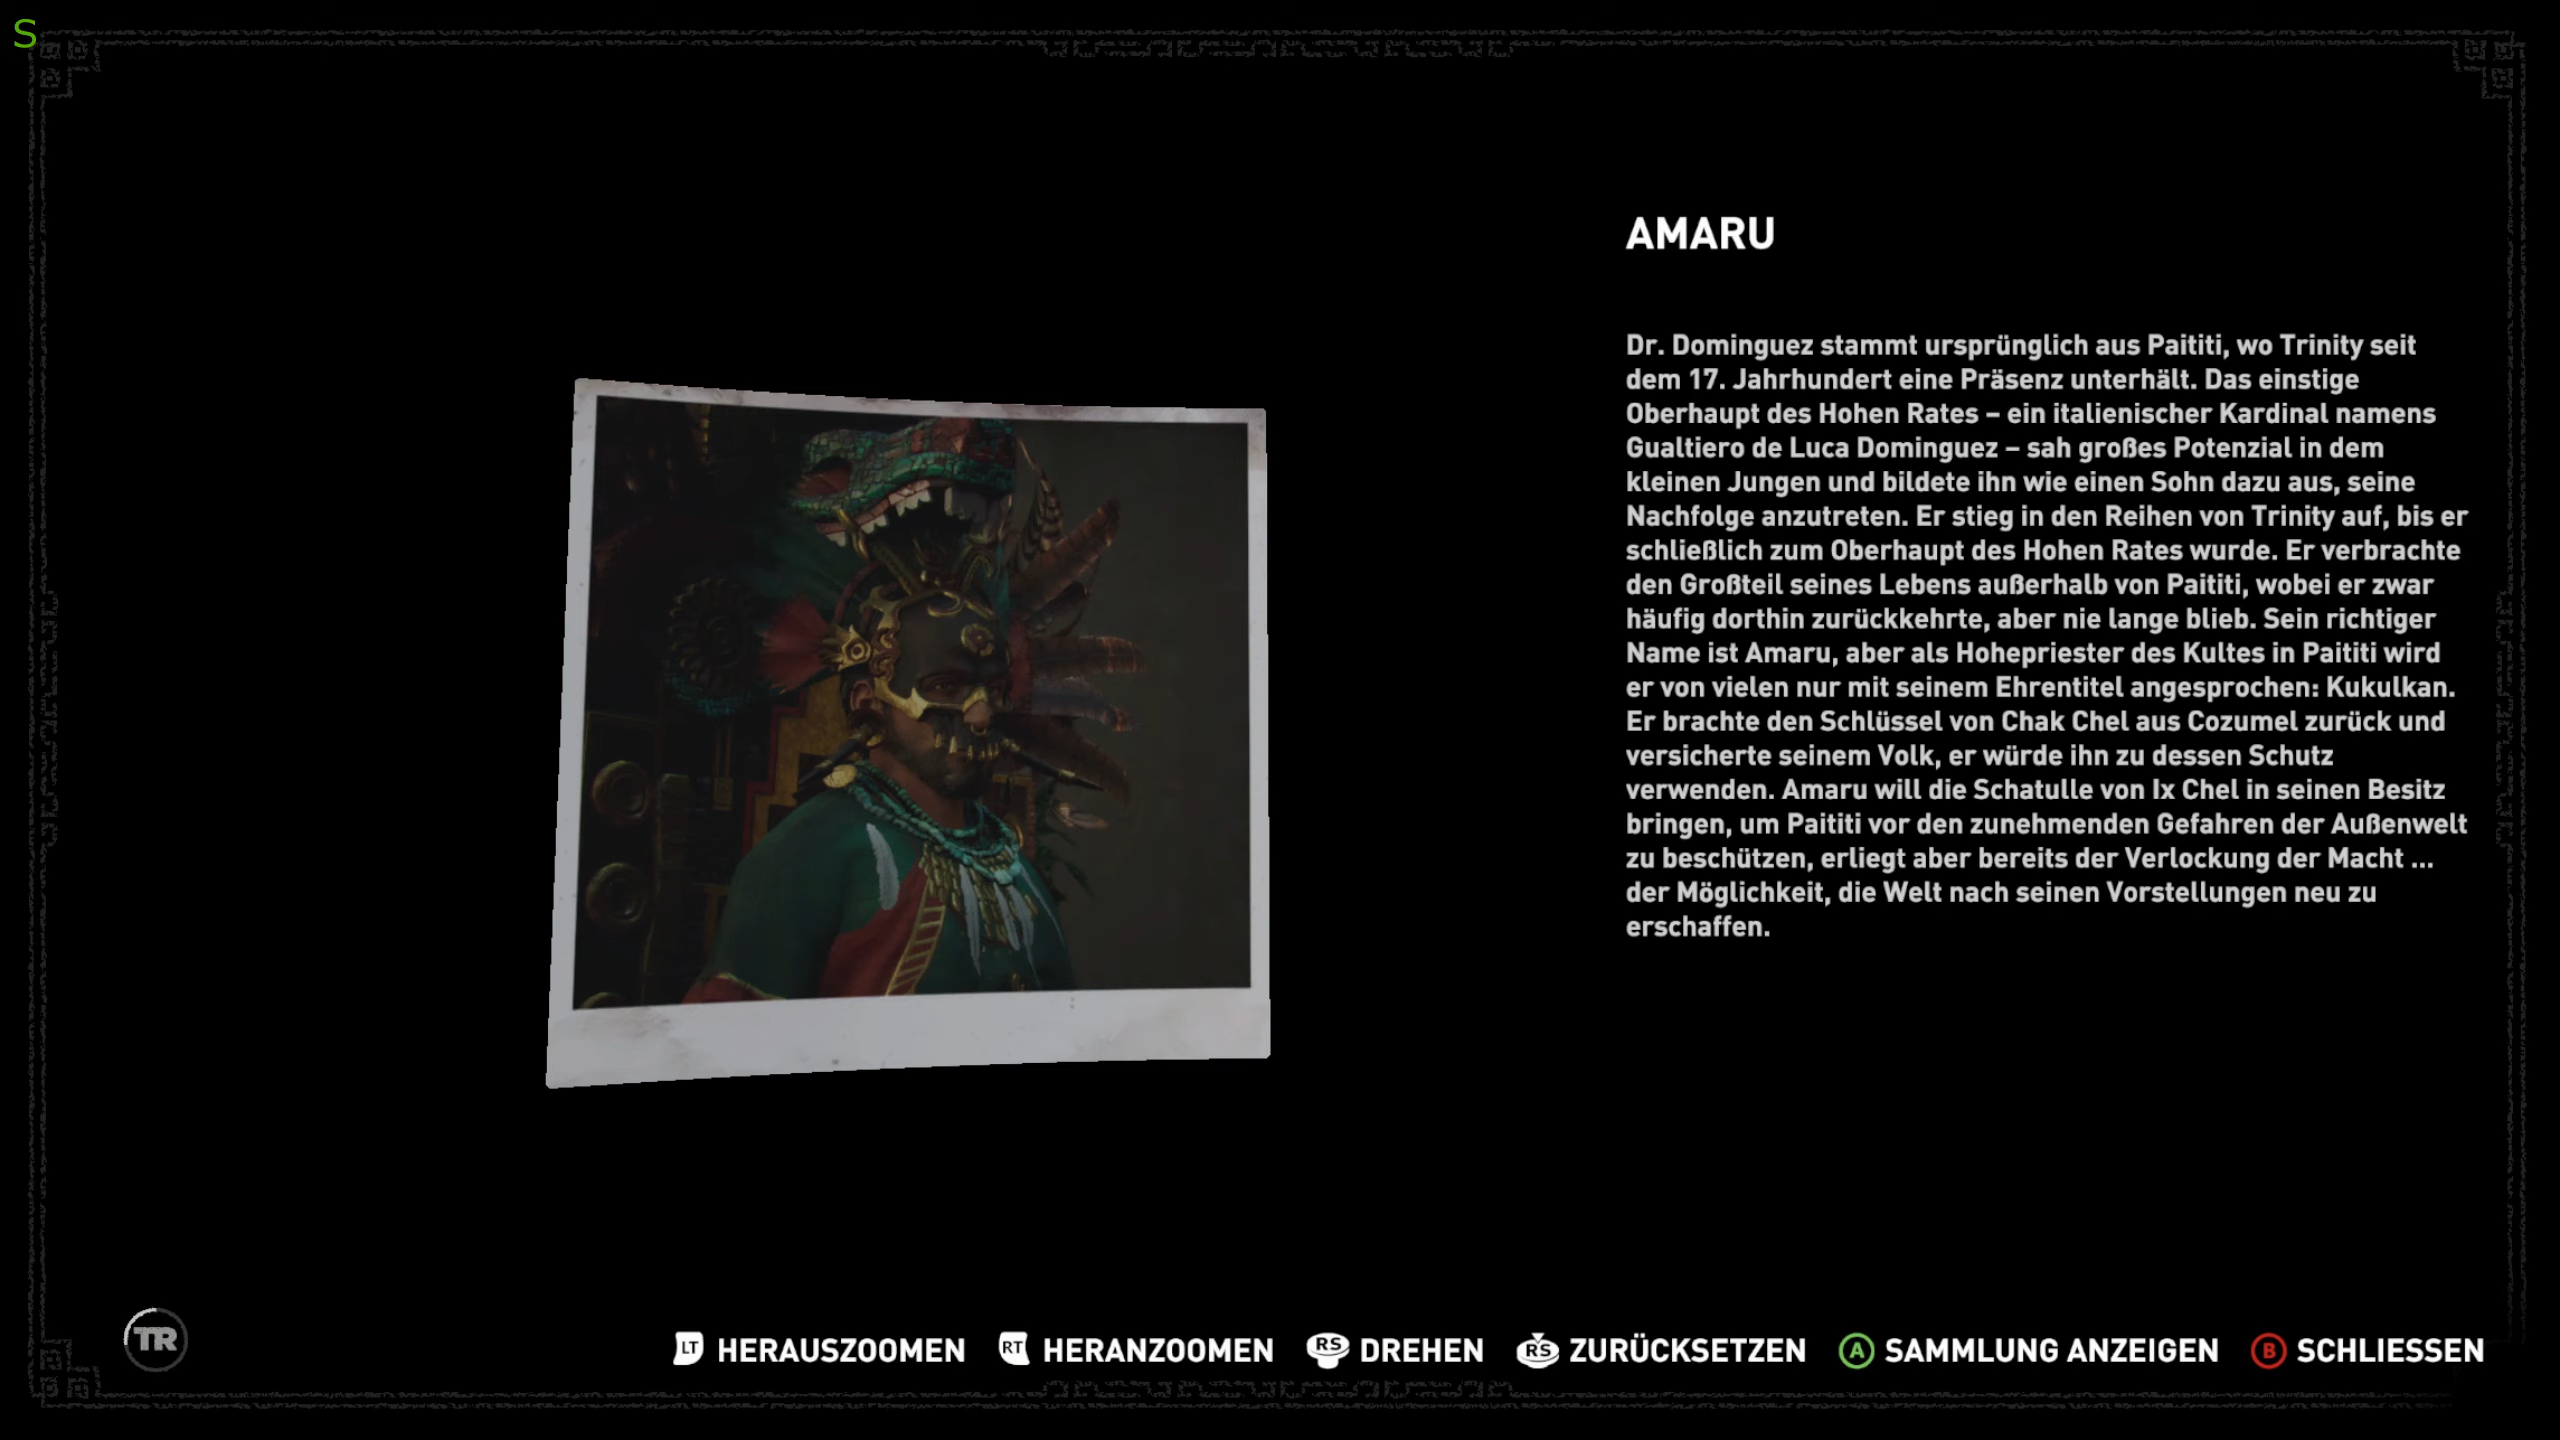 S
AMARU
Dr. Dominguez stammt ursprünglich aus Paititi, wo Trinity seit
dem 17. Jahrhundert eine Präsenz unterhält. Das einstige
Oberhaupt des Hohen Rates – ein italienischer Kardinal namens
Gualtiero de Luca Dominguez – sah großes Potenzial in dem
kleinen Jungen und bildete ihn wie einen Sohn dazu aus, seine
Nachfolge anzutreten. Er stieg in den Reihen von Trinity auf, bis er
schließlich zum Oberhaupt des Hohen Rates wurde. Er verbrachte
den Großteil seines Lebens außerhalb von Paititi, wobei er zwar
häufig dorthin zurückkehrte, aber nie lange blieb. Sein richtiger
Name ist Amaru, aber als Hohepriester des Kultes in Paititi wird
er von vielen nur mit seinem Ehrentitel angesprochen: Kukulkan.
Er brachte den Schlüssel von Chak Chel aus Cozumel zurück und
versicherte seinem Volk, er würde ihn zu dessen Schutz
verwenden. Amaru will die Schatulle von Ix Chel in seinen Besitz
bringen, um Paititi vor den zunehmenden Gefahren der Außenwelt
zu beschützen, erliegt aber bereits der Verlockung der Macht ...
der Möglichkeit, die Welt nach seinen Vorstellungen neu zu
erschaffen.
TR
LT HERAUSZOOMEN RT HERANZOOMEN RS DREHEN RS ZURÜCKSETZEN A SAMMLUNG ANZEIGEN B SCHLIESSEN